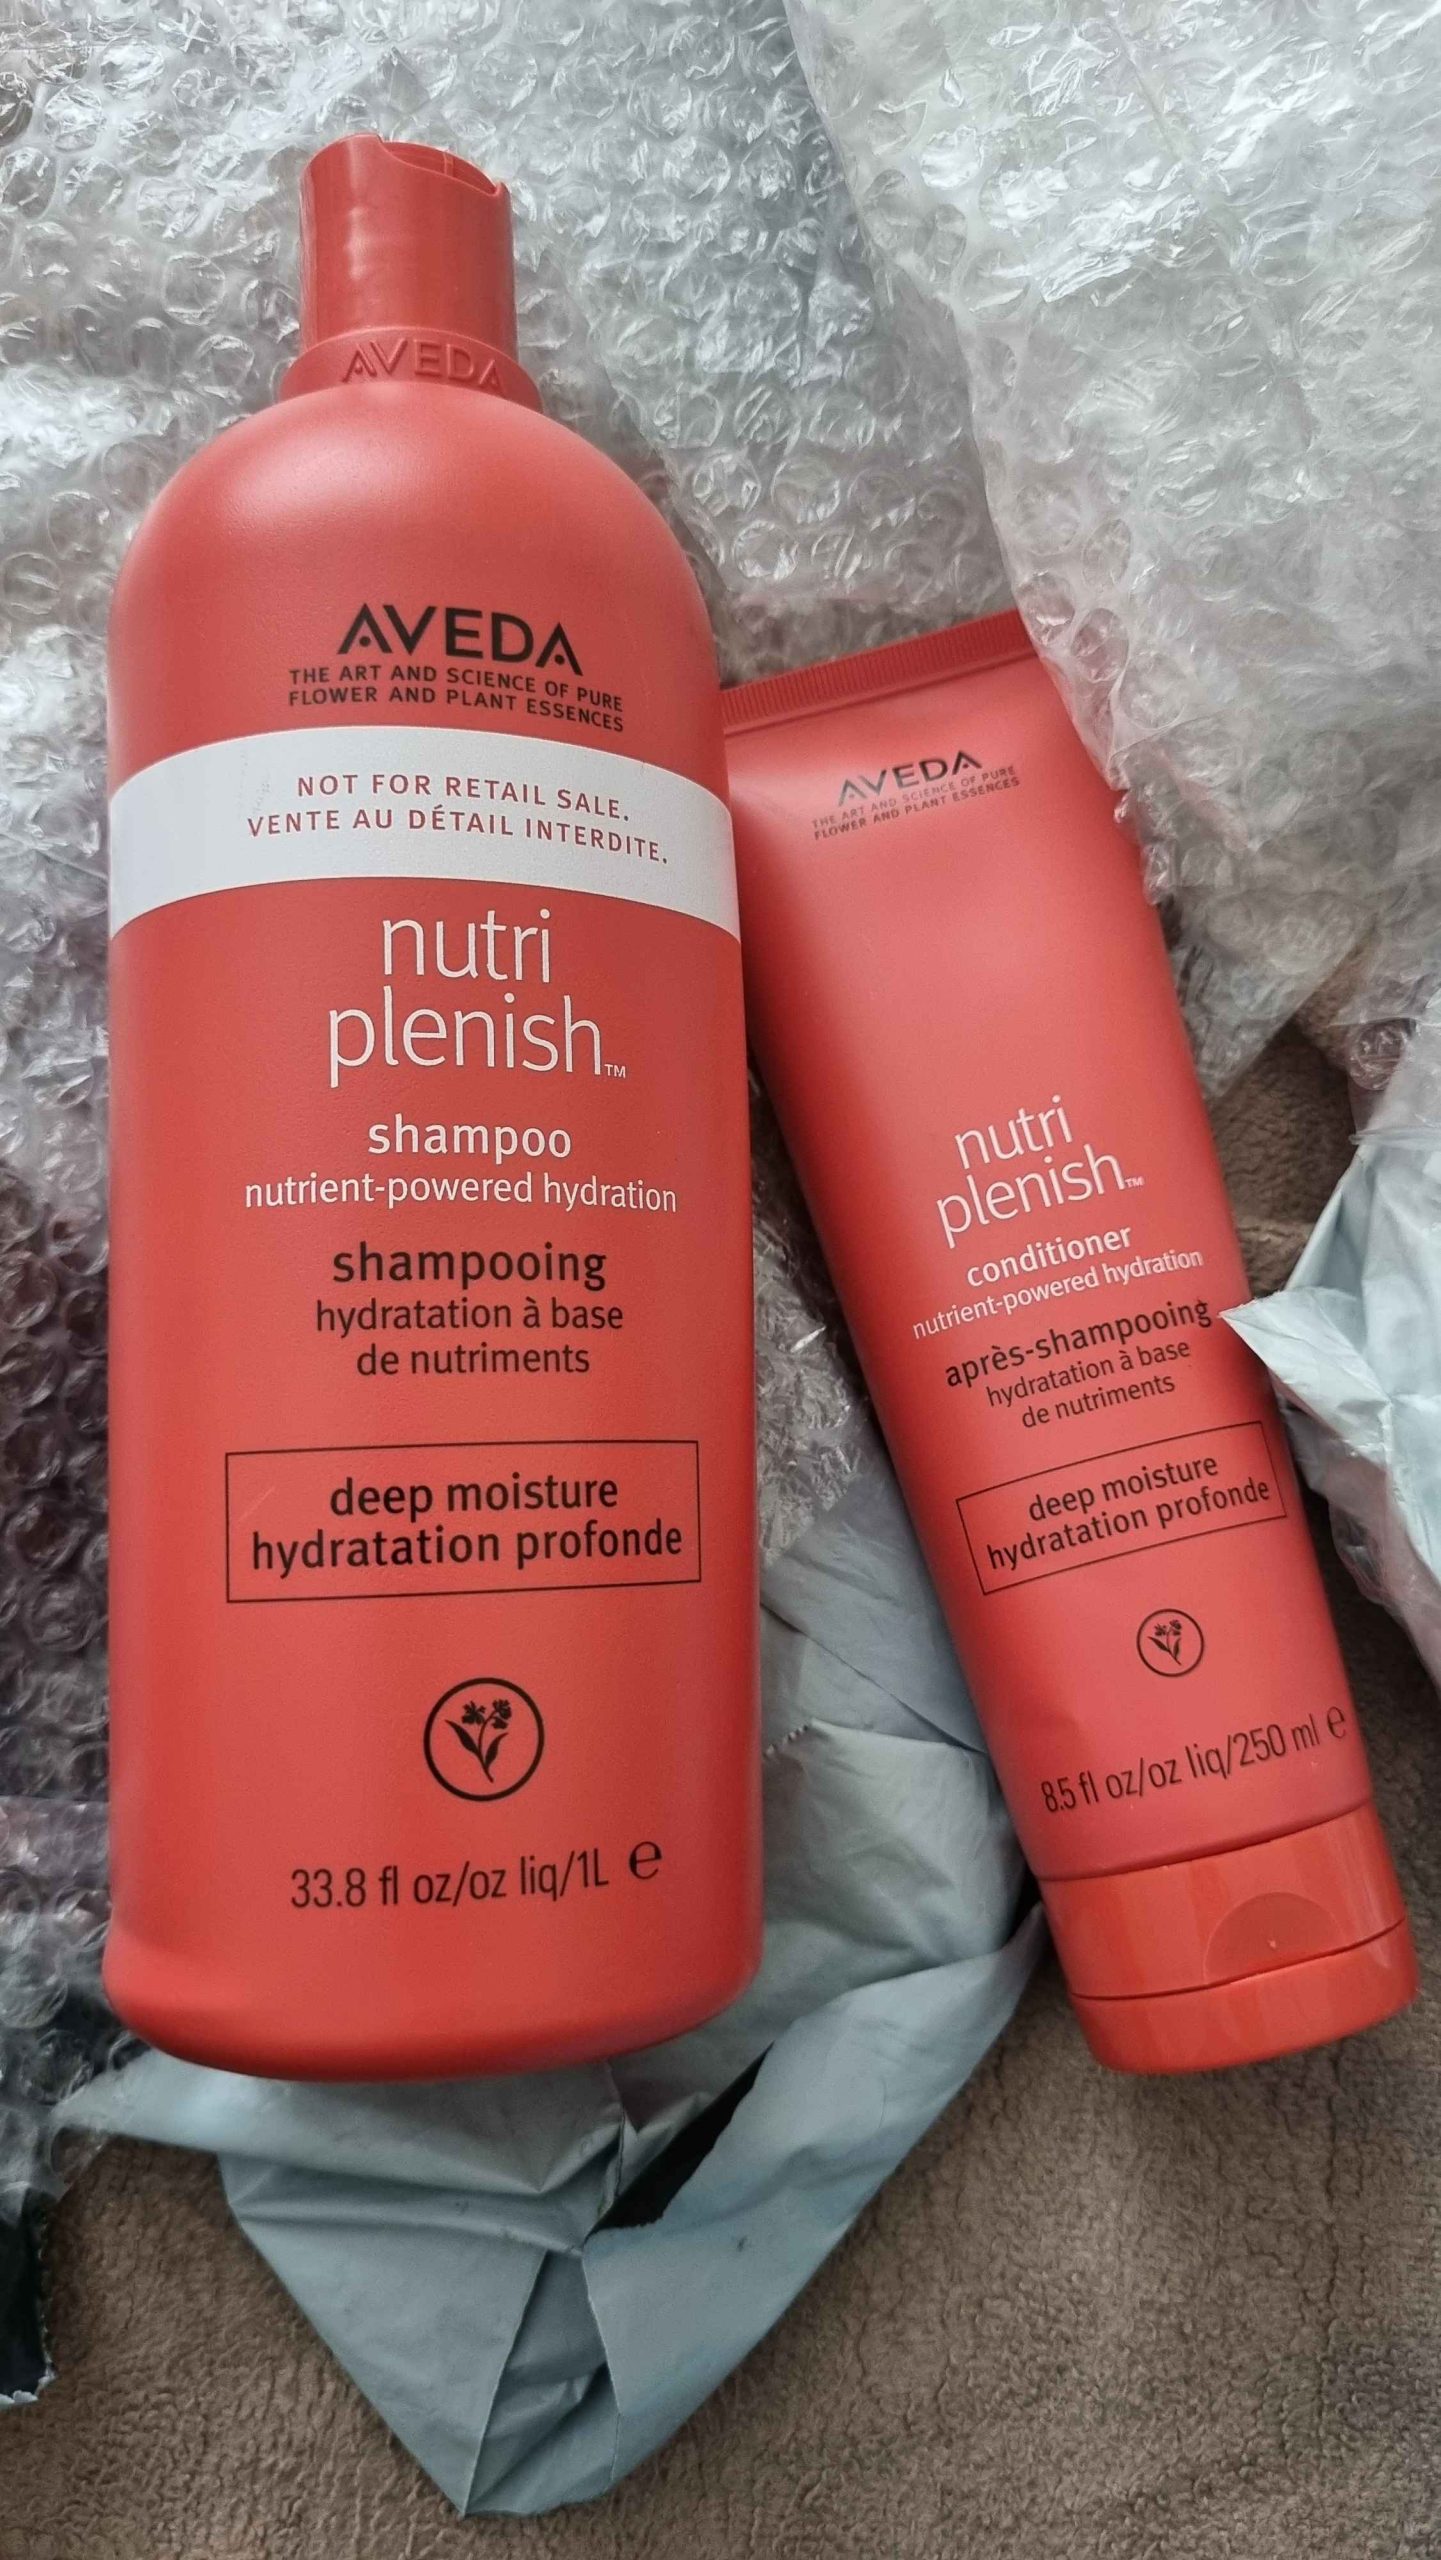 AVEDA
AVEDA
THE ART AND SCIENCE OF PURE
FLOWER AND PLANT ESSENCES
NOT FOR RETAIL SALE.
VENTE AU DÉTAIL INTERDITE.
nutri
plenish™
shampoo
nutrient-powered hydration
shampooing
hydratation à base
de nutriments
deep moisture
hydratation profonde
33.8 fl oz/oz liq/1L e
AVEDA
THE ART AND SCIENCE OF PURE
FLOWER AND PLANT ESSENCES
nutri
plenish™
conditioner
nutrient-powered hydration
après-shampooing
hydratation à base
de nutriments
deep moisture
hydratation profonde
8.5 fl oz/oz liq/250 ml e